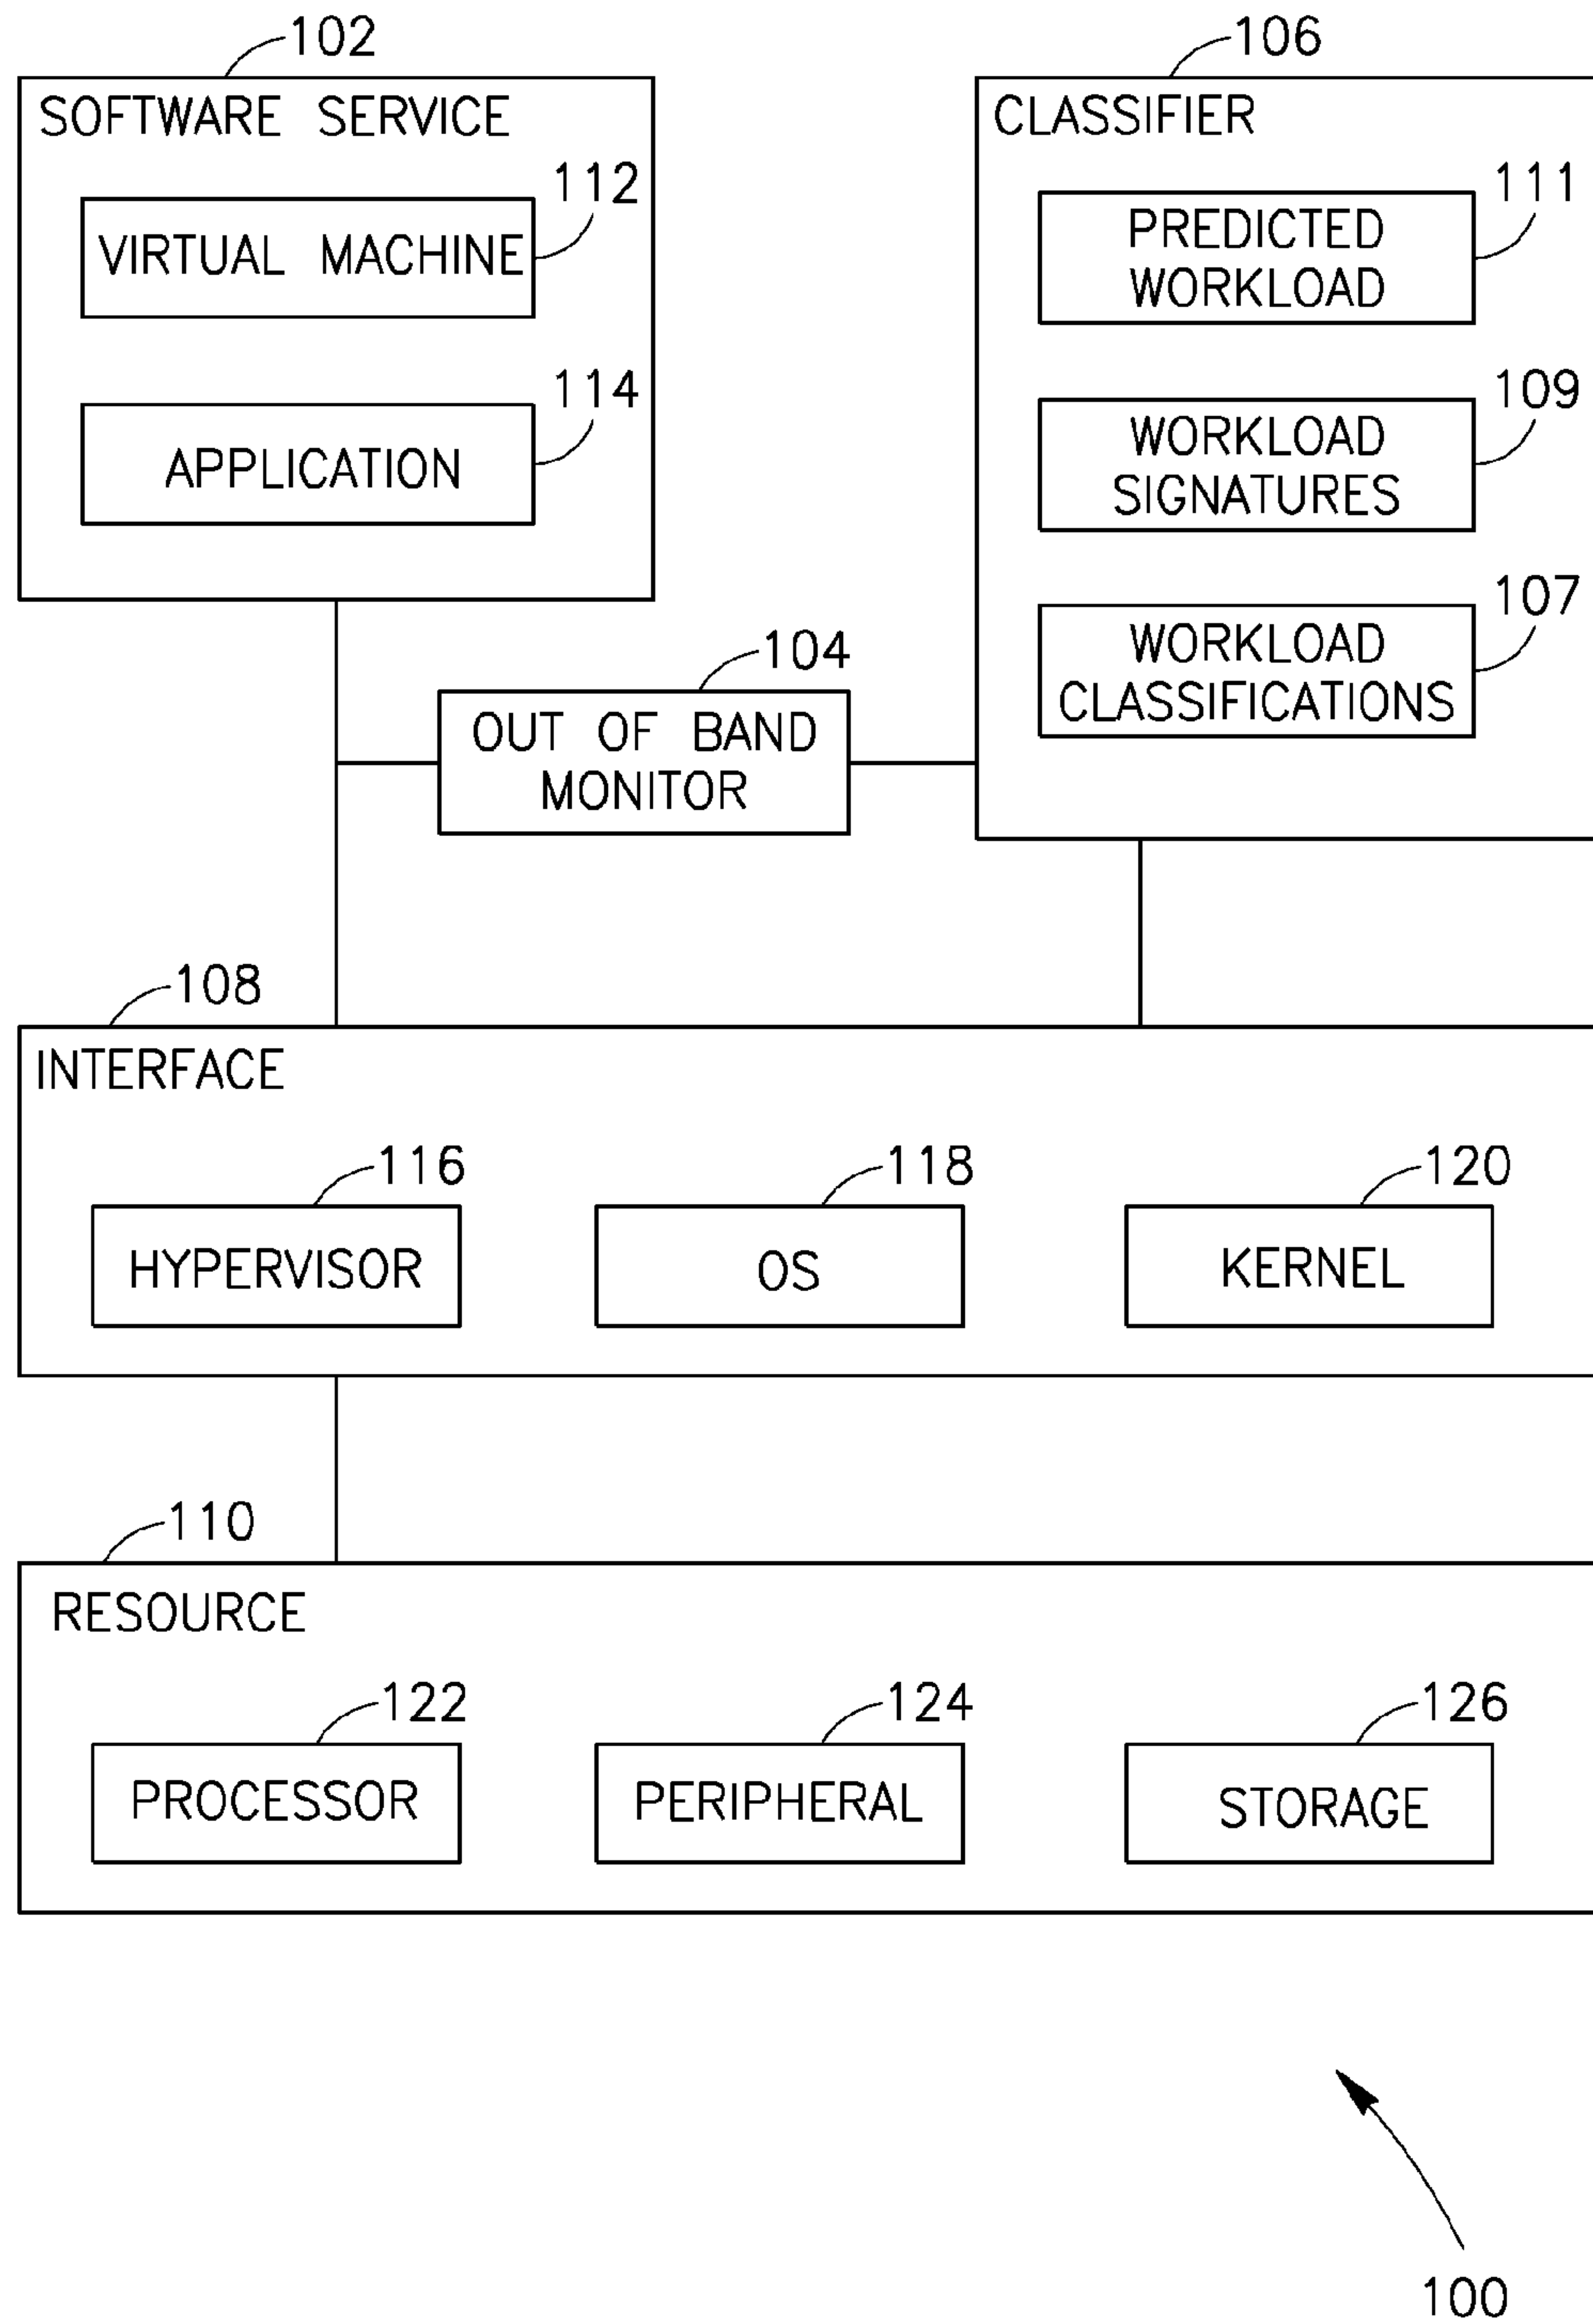 102
SOFTWARE SERVICE
112
VIRTUAL MACHINE
114
APPLICATION
106
CLASSIFIER
111
PREDICTED
WORKLOAD
109
WORKLOAD
SIGNATURES
107
WORKLOAD
CLASSIFICATIONS
104
OUT OF BAND
MONITOR
108
INTERFACE
116
HYPERVISOR
118
OS
120
KERNEL
110
RESOURCE
122
PROCESSOR
124
PERIPHERAL
126
STORAGE
100